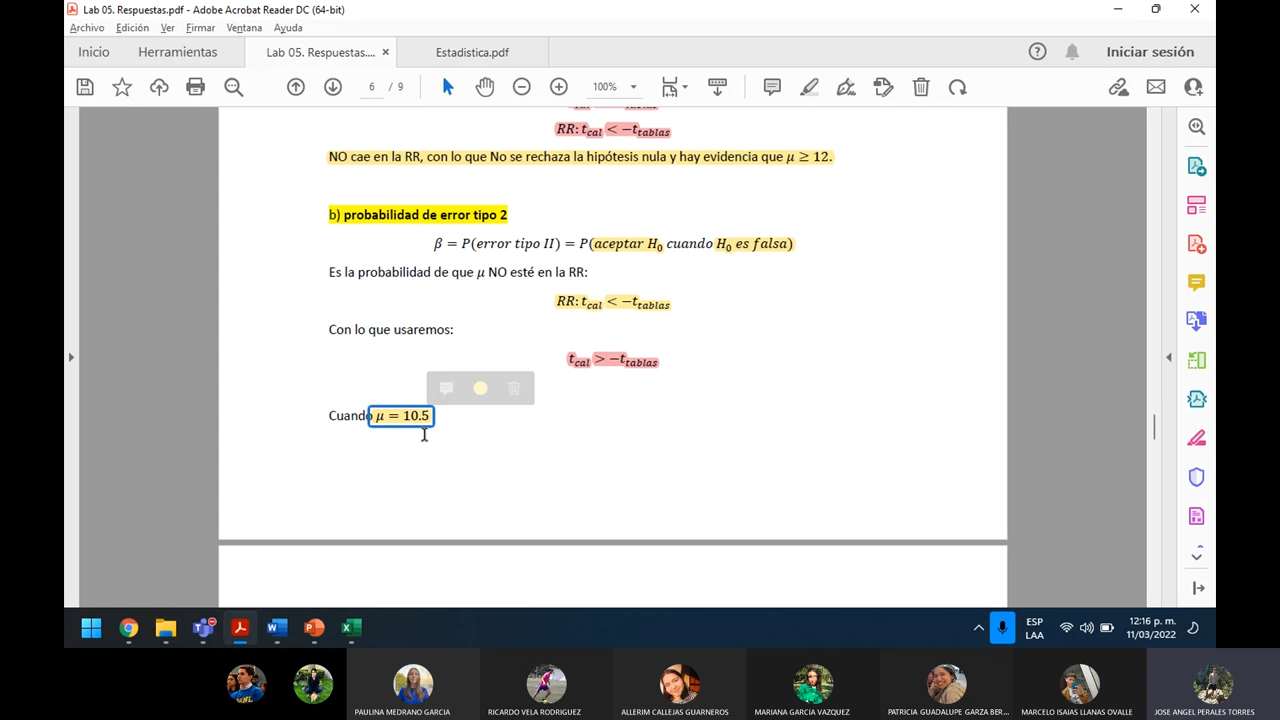 Lab 05. Respuestas.pdf - Adobe Acrobat Reader DC (64-bit)
Archivo Edición Ver Firmar Ventana Ayuda
Inicio Herramientas Lab 05. Respuestas.... × Estadistica.pdf Iniciar sesión
6 / 9 100%
RR: t_cal < −t_tablas
NO cae en la RR, con lo que No se rechaza la hipótesis nula y hay evidencia que μ ≥ 12.
b) probabilidad de error tipo 2
β = P(error tipo II) = P(aceptar H₀ cuando H₀ es falsa)
Es la probabilidad de que μ NO esté en la RR:
RR: t_cal < −t_tablas
Con lo que usaremos:
t_cal > −t_tablas
Cuando μ = 10.5
ESP
LAA
12:16 p. m.
11/03/2022
PAULINA MEDRANO GARCIA RICARDO VELA RODRIGUEZ ALLERIM CALLEJAS GUARNEROS MARIANA GARCIA VAZQUEZ PATRICIA GUADALUPE GARZA BER... MARCELO ISAIAS LLANAS OVALLE JOSE ANGEL PERALES TORRES